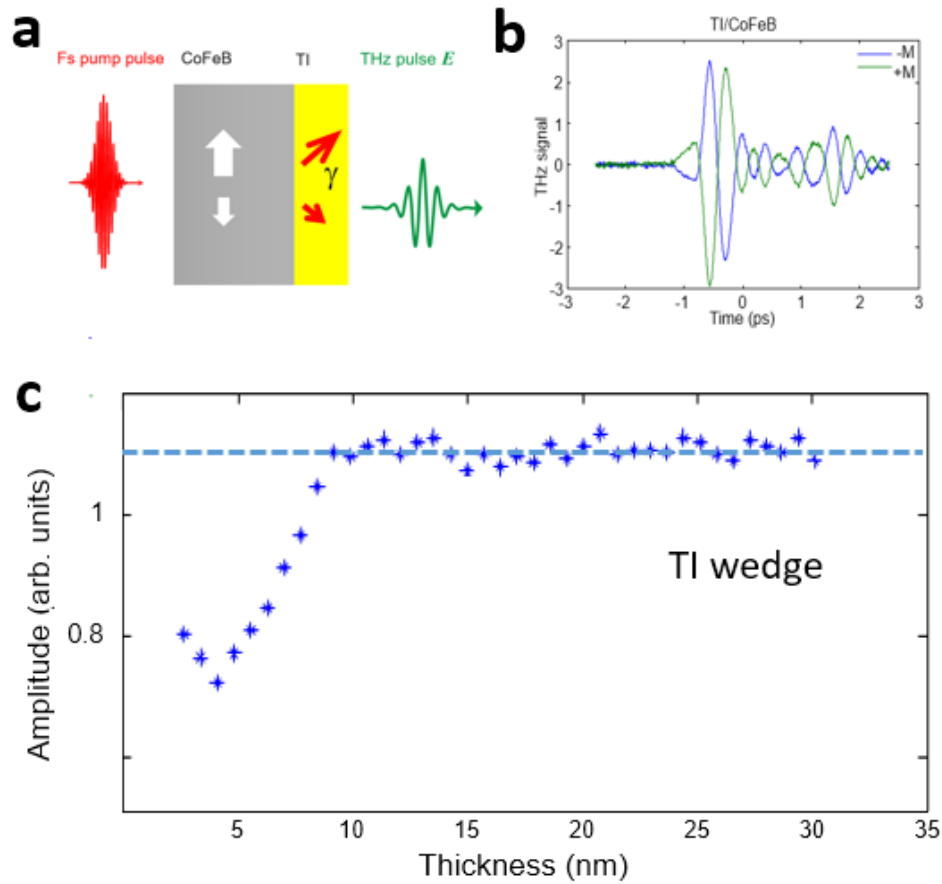 a
Fs pump pulse CoFeB TI THz pulse E
γ
b
TI/CoFeB
-M
+M
THz signal
3
2
1
0
-1
-2
-3
-3 -2 -1 0 1 2 3
Time (ps)
c
Amplitude (arb. units)
1
0.8
TI wedge
5 10 15 20 25 30 35
Thickness (nm)